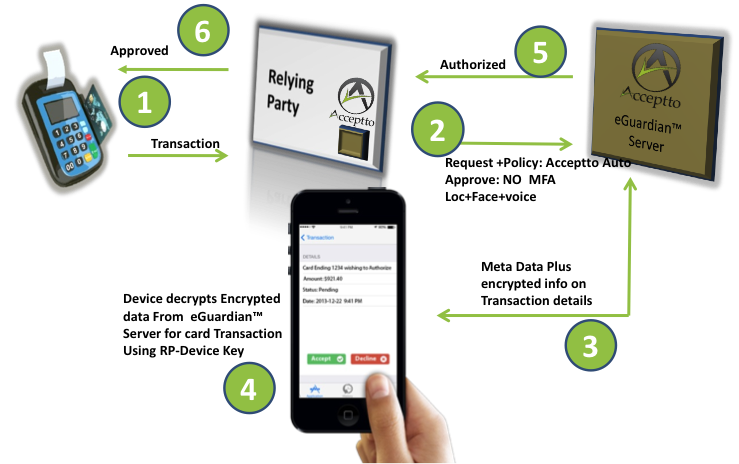 6
Approved
1
Transaction
Relying
Party
Acceptto
5
Authorized
Acceptto
eGuardian™
Server
2
Request +Policy: Acceptto Auto
Approve: NO MFA
Loc+Face+voice
Meta Data Plus
encrypted info on
Transaction details
3
Device decrypts Encrypted
data From eGuardian™
Server for card Transaction
Using RP-Device Key
4
Transaction
DETAILS
Card Ending 1234 wishing to Authorize
Amount: $921.40
Status: Pending
Date: 2013-12-22 9:41 PM
Accept
Decline